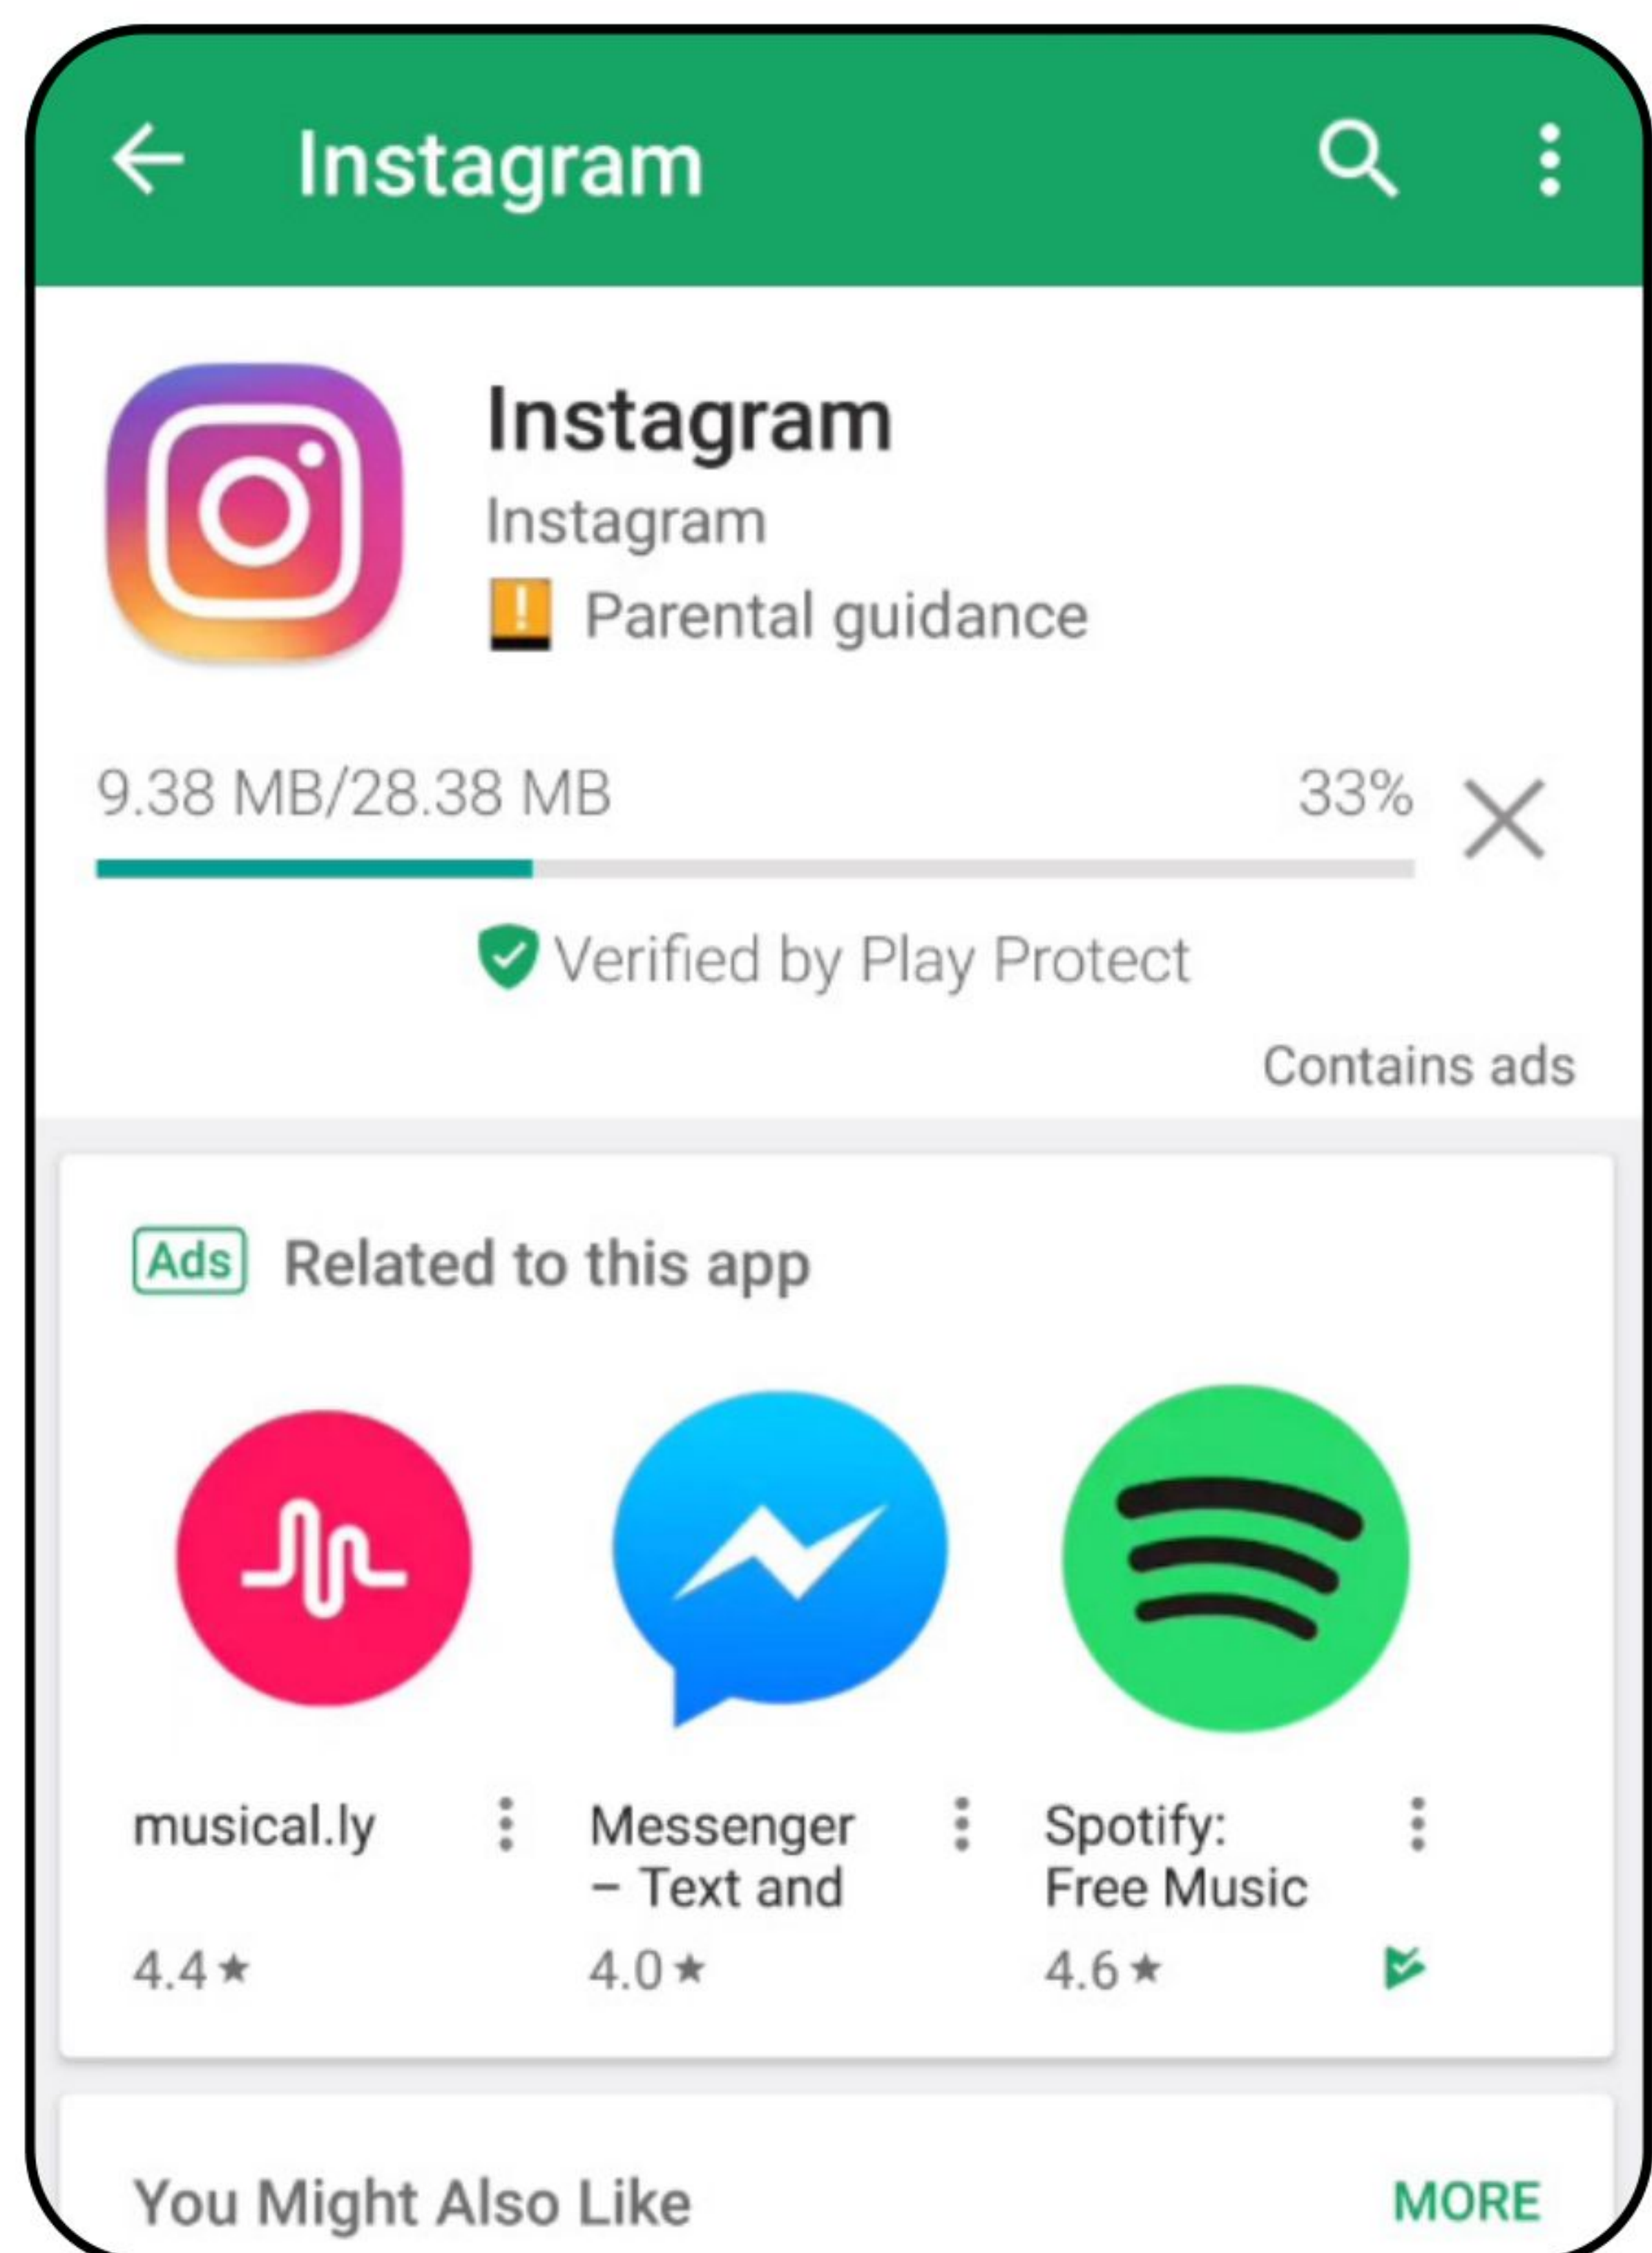 Instagram
Instagram
Instagram
! Parental guidance
9.38 MB/28.38 MB 33%
Verified by Play Protect
Contains ads
Ads Related to this app
musical.ly Messenger Spotify:
– Text and Free Music
4.4★ 4.0★ 4.6★
You Might Also Like MORE